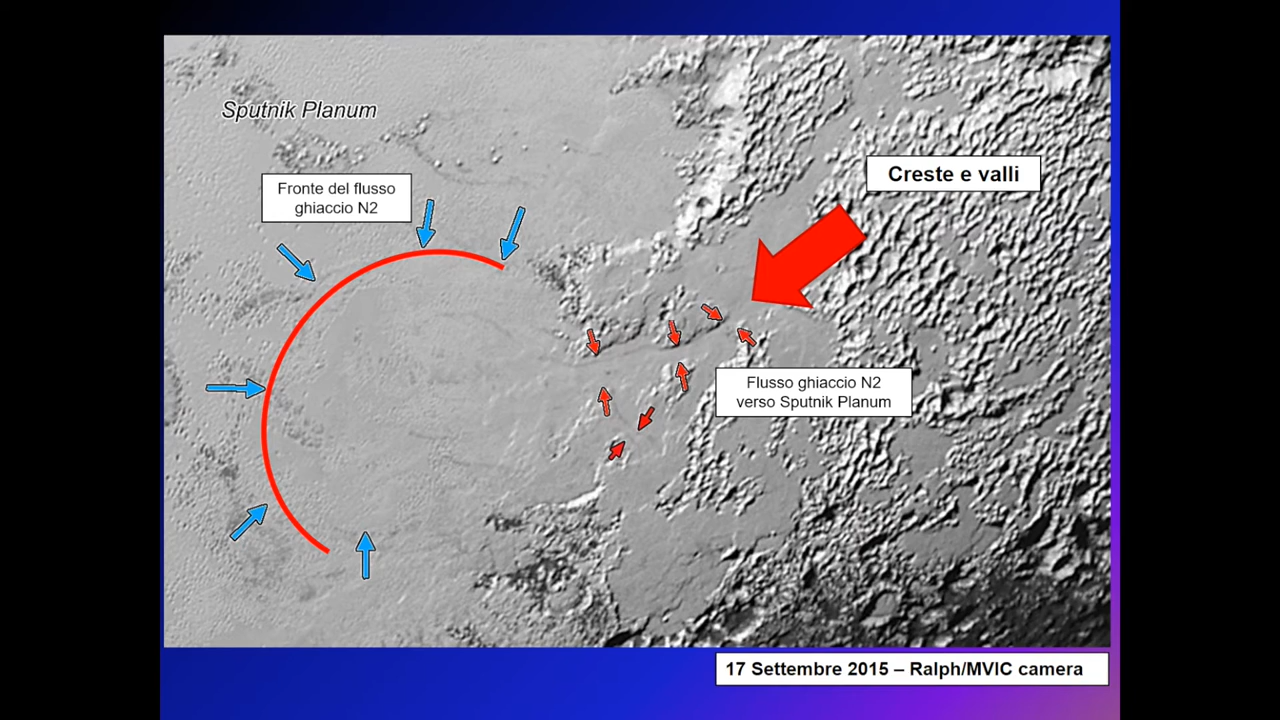 Sputnik Planum
Fronte del flusso
ghiaccio N2
Creste e valli
Flusso ghiaccio N2
verso Sputnik Planum
17 Settembre 2015 – Ralph/MVIC camera